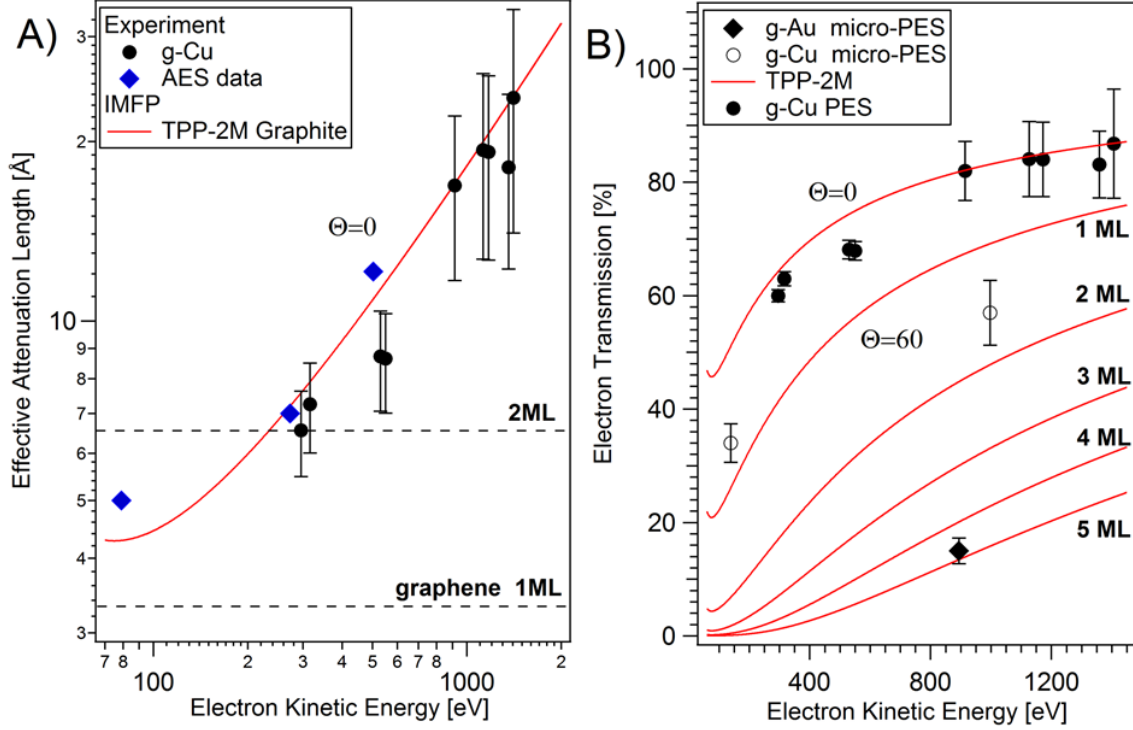 A)
Experiment
g-Cu
AES data
IMFP
TPP-2M Graphite
Θ=0
2ML
graphene 1ML
Effective Attenuation Length [Å]
3
2
10
9
8
7
6
5
4
3
7 8 2 3 4 5 6 7 8 2
100 1000
Electron Kinetic Energy [eV]
B)
g-Au micro-PES
g-Cu micro-PES
TPP-2M
g-Cu PES
Θ=0
1 ML
Θ=60
2 ML
3 ML
4 ML
5 ML
Electron Transmission [%]
100
80
60
40
20
0
400 800 1200
Electron Kinetic Energy [eV]